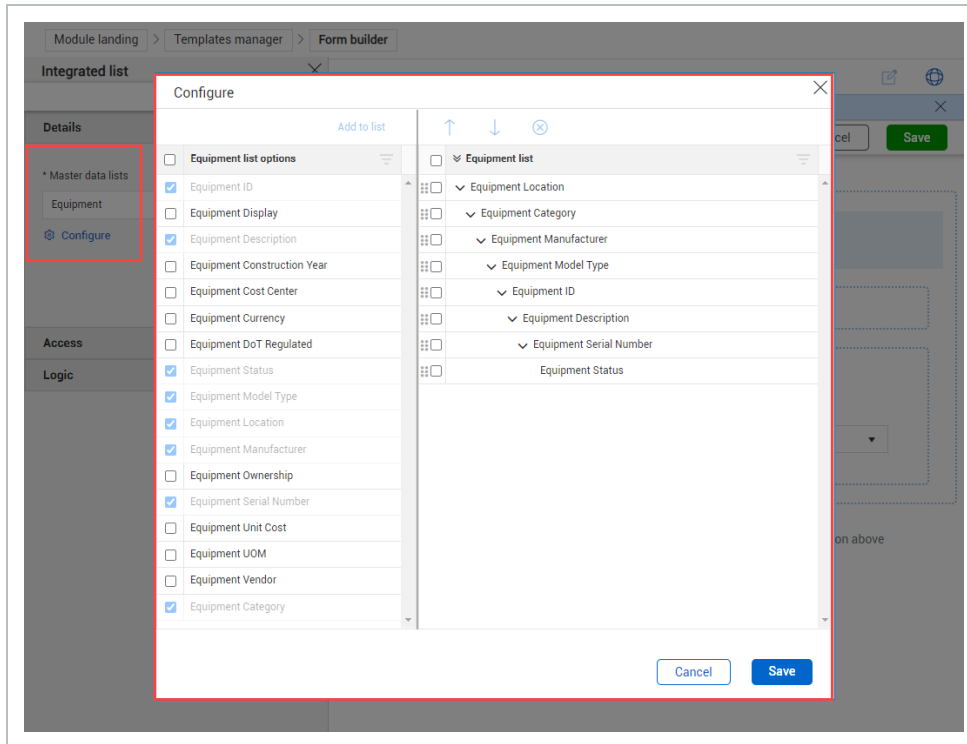 Module landing > Templates manager > Form builder
Integrated list
Details
* Master data lists
Equipment
Configure
Access
Logic
Configure
Add to list
Equipment list options
Equipment ID
Equipment Display
Equipment Description
Equipment Construction Year
Equipment Cost Center
Equipment Currency
Equipment DoT Regulated
Equipment Status
Equipment Model Type
Equipment Location
Equipment Manufacturer
Equipment Ownership
Equipment Serial Number
Equipment Unit Cost
Equipment UOM
Equipment Vendor
Equipment Category
Equipment list
Equipment Location
Equipment Category
Equipment Manufacturer
Equipment Model Type
Equipment ID
Equipment Description
Equipment Serial Number
Equipment Status
Cancel
Save
cel
Save
on above